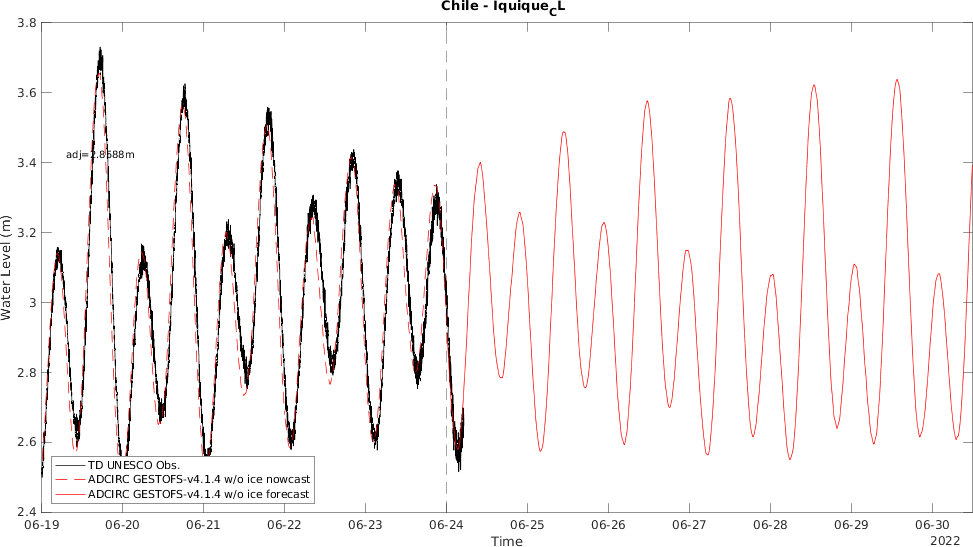 Chile - Iquique_CL
3.8
3.6
3.4
3.2
3
2.8
2.6
2.4
Water Level (m)
adj=2.8588m
TD UNESCO Obs.
ADCIRC GESTOFS-v4.1.4 w/o ice nowcast
ADCIRC GESTOFS-v4.1.4 w/o ice forecast
06-19 06-20 06-21 06-22 06-23 06-24 06-25 06-26 06-27 06-28 06-29 06-30
Time
2022